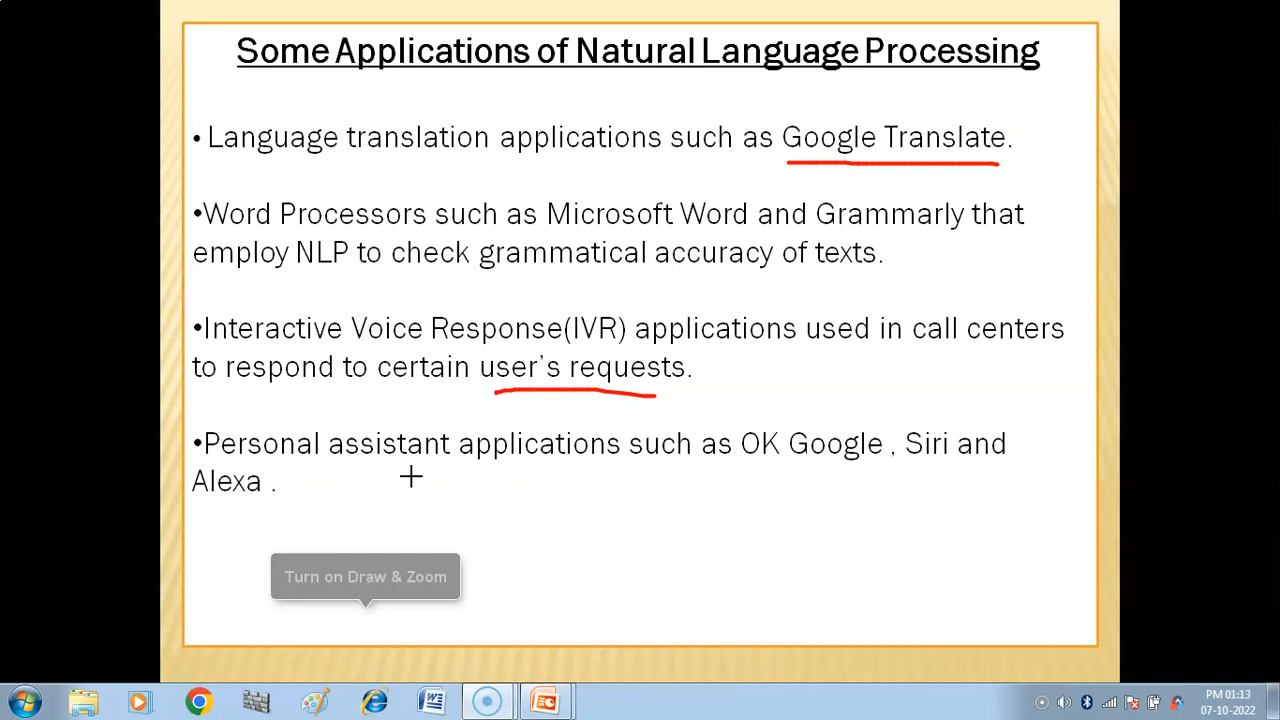 Some Applications of Natural Language Processing
• Language translation applications such as Google Translate.
•Word Processors such as Microsoft Word and Grammarly that
employ NLP to check grammatical accuracy of texts.
•Interactive Voice Response(IVR) applications used in call centers
to respond to certain user's requests.
•Personal assistant applications such as OK Google , Siri and
Alexa .
Turn on Draw & Zoom
PM 01:13
07-10-2022